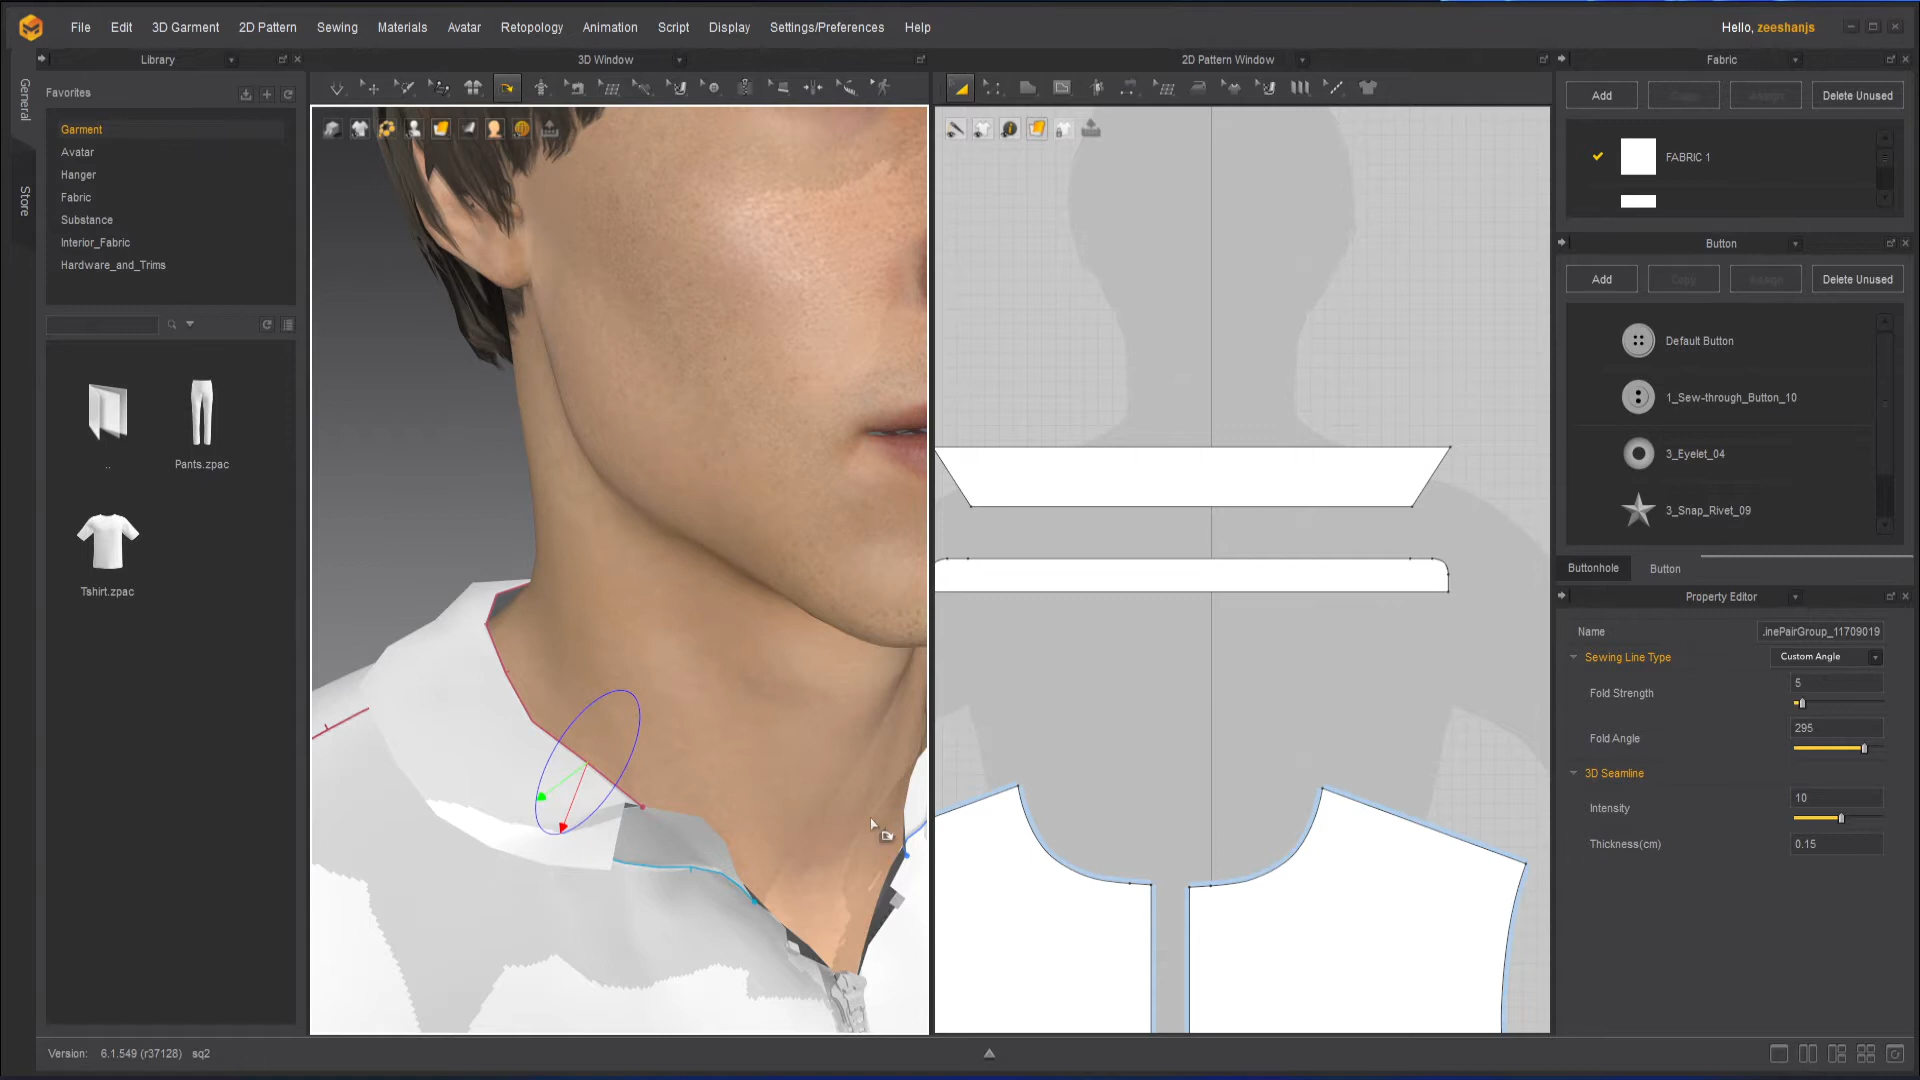 File Edit 3D Garment 2D Pattern Sewing Materials Avatar Retopology Animation Script Display Settings/Preferences Help
Hello, zeeshanjs
Library
3D Window
2D Pattern Window
Fabric
General
Store
Favorites
Garment
Avatar
Hanger
Fabric
Substance
Interior_Fabric
Hardware_and_Trims
..
Pants.zpac
Tshirt.zpac
Add Copy Assign Delete Unused
FABRIC 1
Button
Add Copy Assign Delete Unused
Default Button
1_Sew-through_Button_10
3_Eyelet_04
3_Snap_Rivet_09
Buttonhole Button
Property Editor
Name .inePairGroup_11709019
Sewing Line Type Custom Angle
Fold Strength 5
Fold Angle 295
3D Seamline
Intensity 10
Thickness(cm) 0.15
Version: 6.1.549 (r37128) sq2